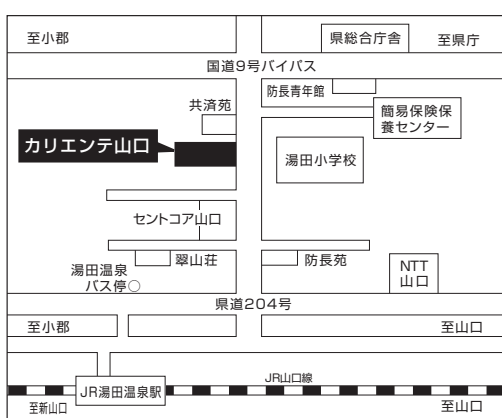 至小郡
県総合庁舎
至県庁
国道9号バイパス
防長青年館
共済苑
簡易保険保
養センター
カリエンテ山口
湯田小学校
セントコア山口
翠山荘
防長苑
湯田温泉
バス停○
NTT
山口
県道204号
至小郡
至山口
JR山口線
JR湯田温泉駅
至新山口
至山口